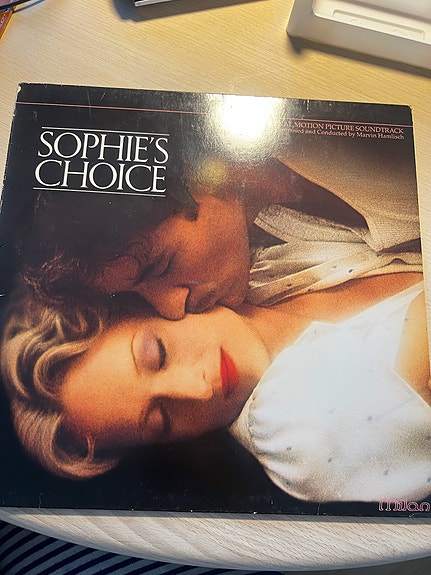 SOPHIE'S
CHOICE
MOTION PICTURE SOUNDTRACK
and Conducted by Marvin Hamlisch
milan